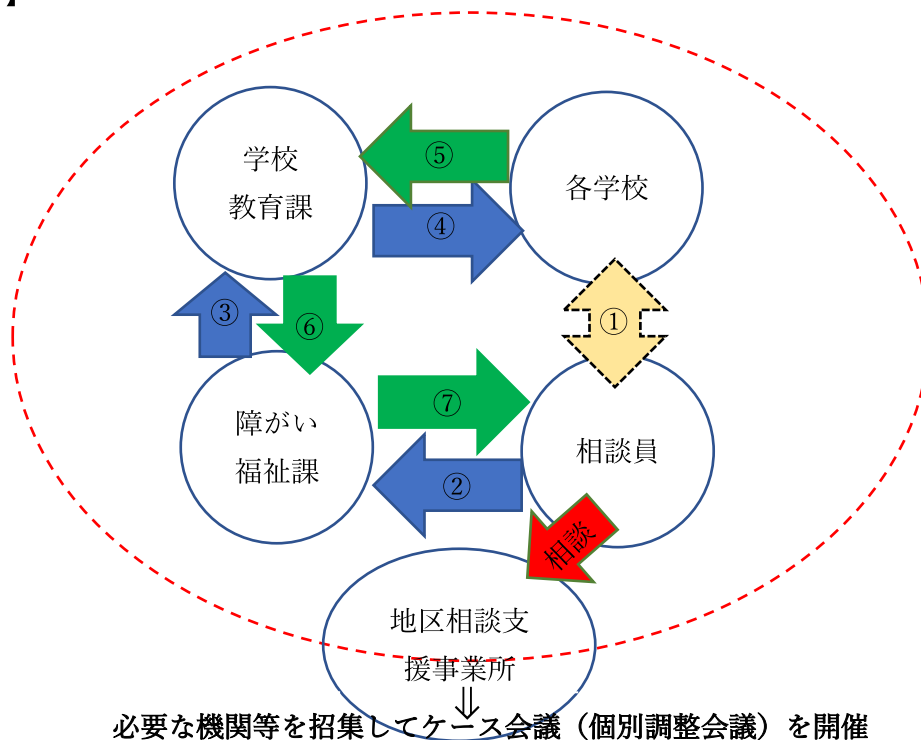 】
学校
教育課
⑤
④
各学校
③
⑥
①
障がい
福祉課
⑦
②
相談員
相談
地区相談支
援事業所
⇓
必要な機関等を招集してケース会議（個別調整会議）を開催